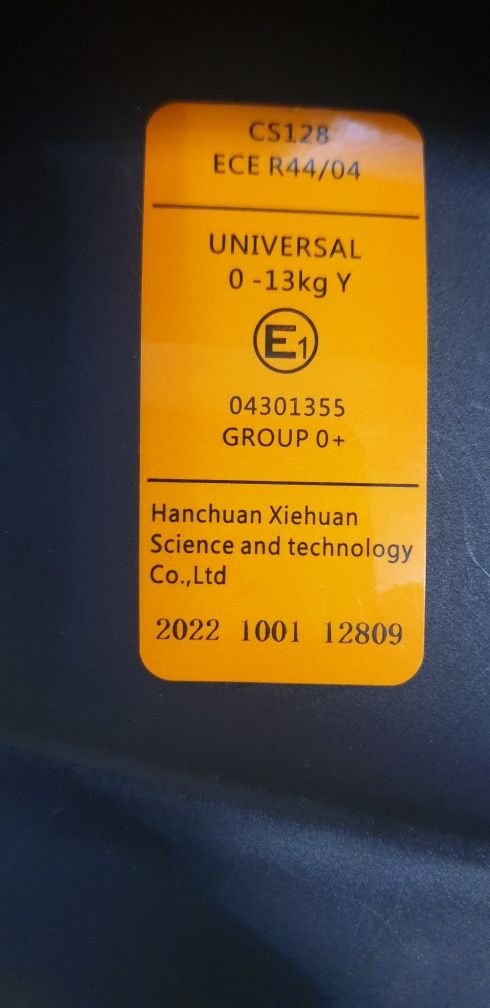 CS128
ECE R44/04
UNIVERSAL
0 -13kg Y
E1
04301355
GROUP 0+
Hanchuan Xiehuan
Science and technology
Co.,Ltd
2022 1001 12809